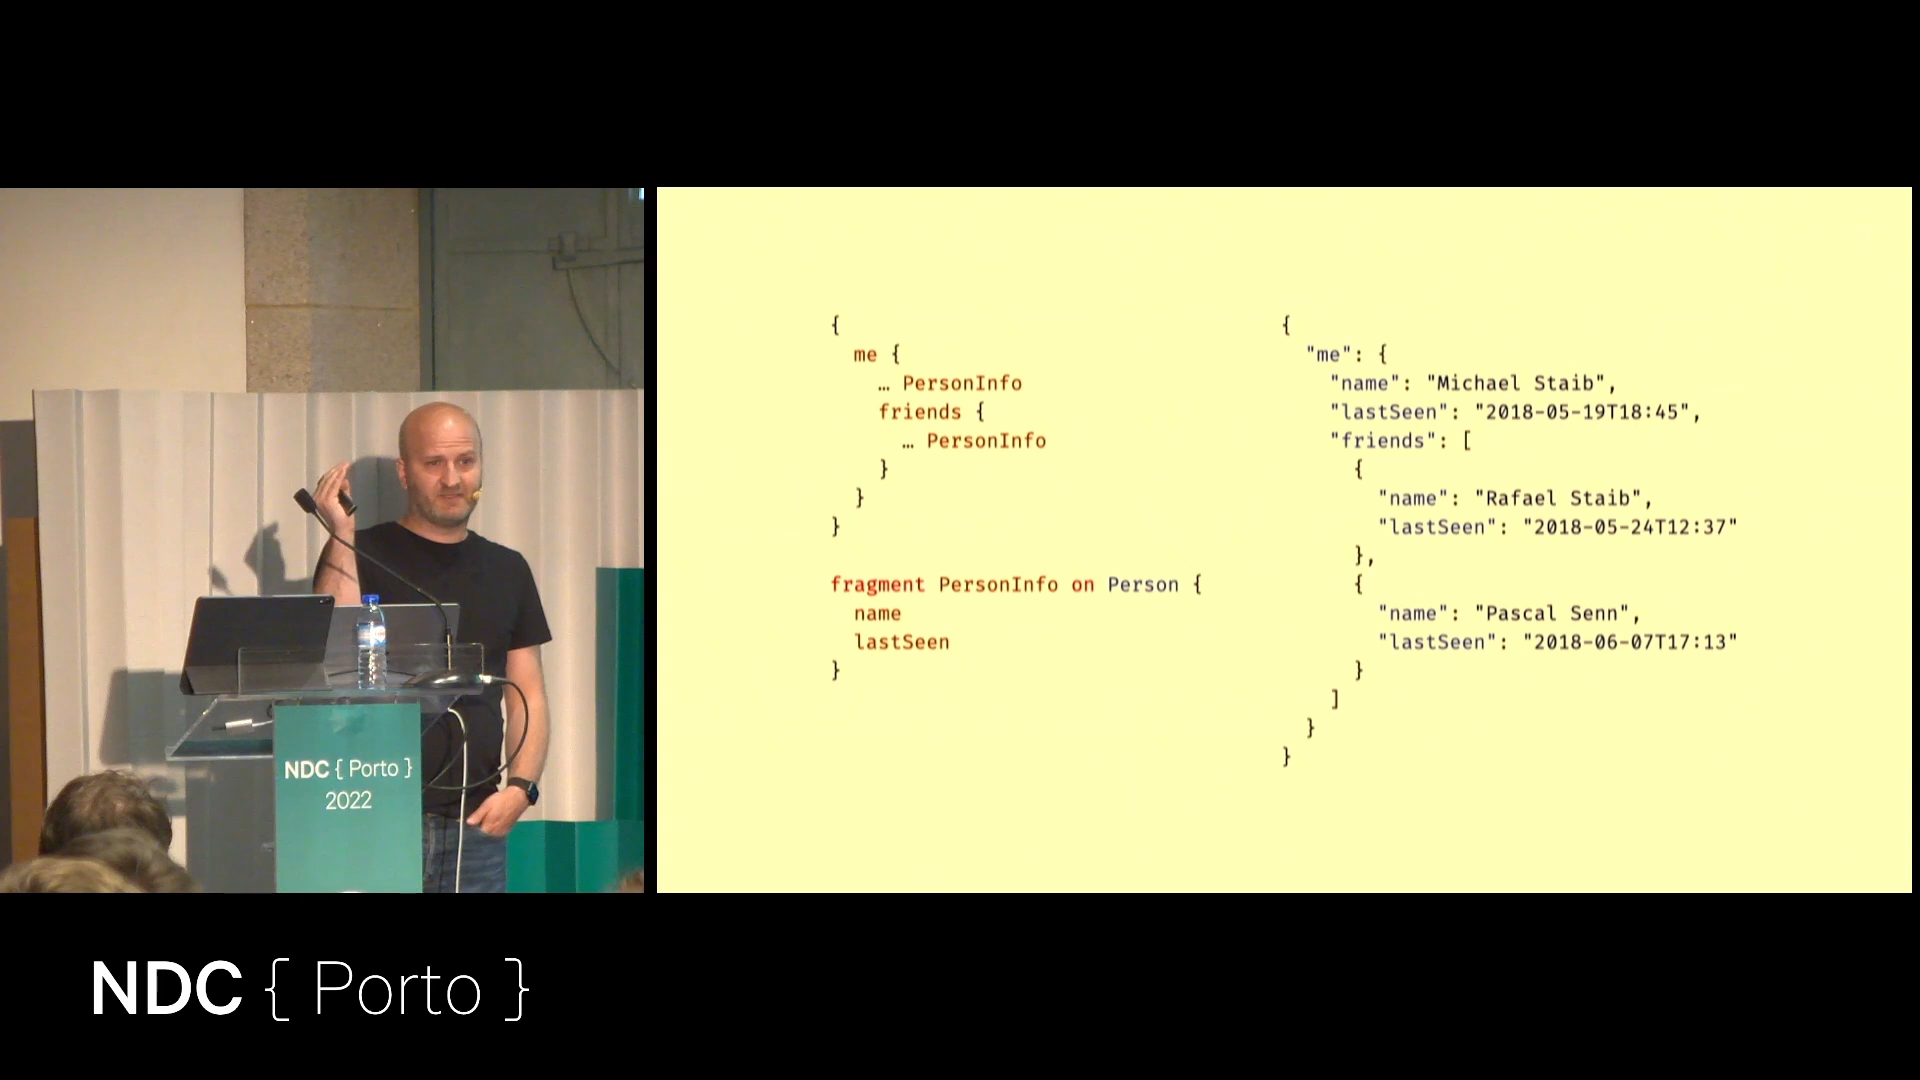 {
  me {
    … PersonInfo
    friends {
      … PersonInfo
    }
  }
}
fragment PersonInfo on Person {
  name
  lastSeen
}
{
  "me": {
    "name": "Michael Staib",
    "lastSeen": "2018-05-19T18:45",
    "friends": [
      {
        "name": "Rafael Staib",
        "lastSeen": "2018-05-24T12:37"
      },
      {
        "name": "Pascal Senn",
        "lastSeen": "2018-06-07T17:13"
      }
    ]
  }
}
NDC { Porto }
2022
NDC { Porto }